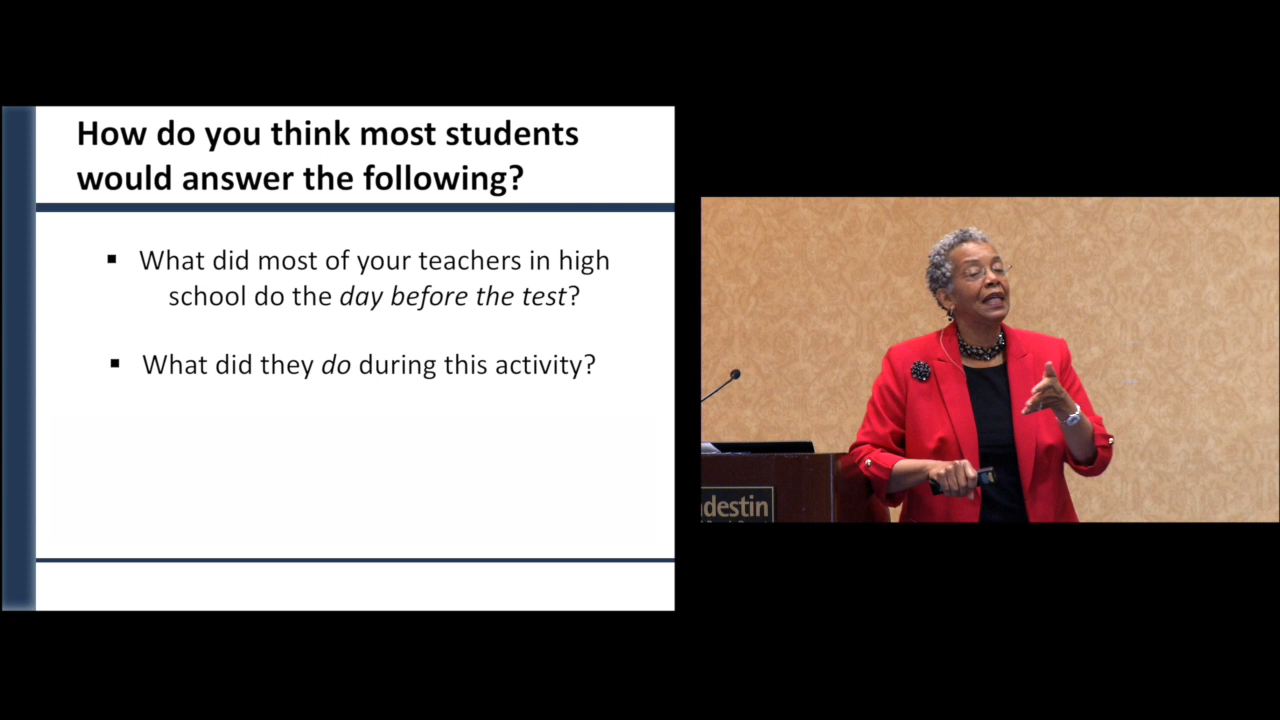 How do you think most students
would answer the following?
▪ What did most of your teachers in high
school do the day before the test?
▪ What did they do during this activity?
destin